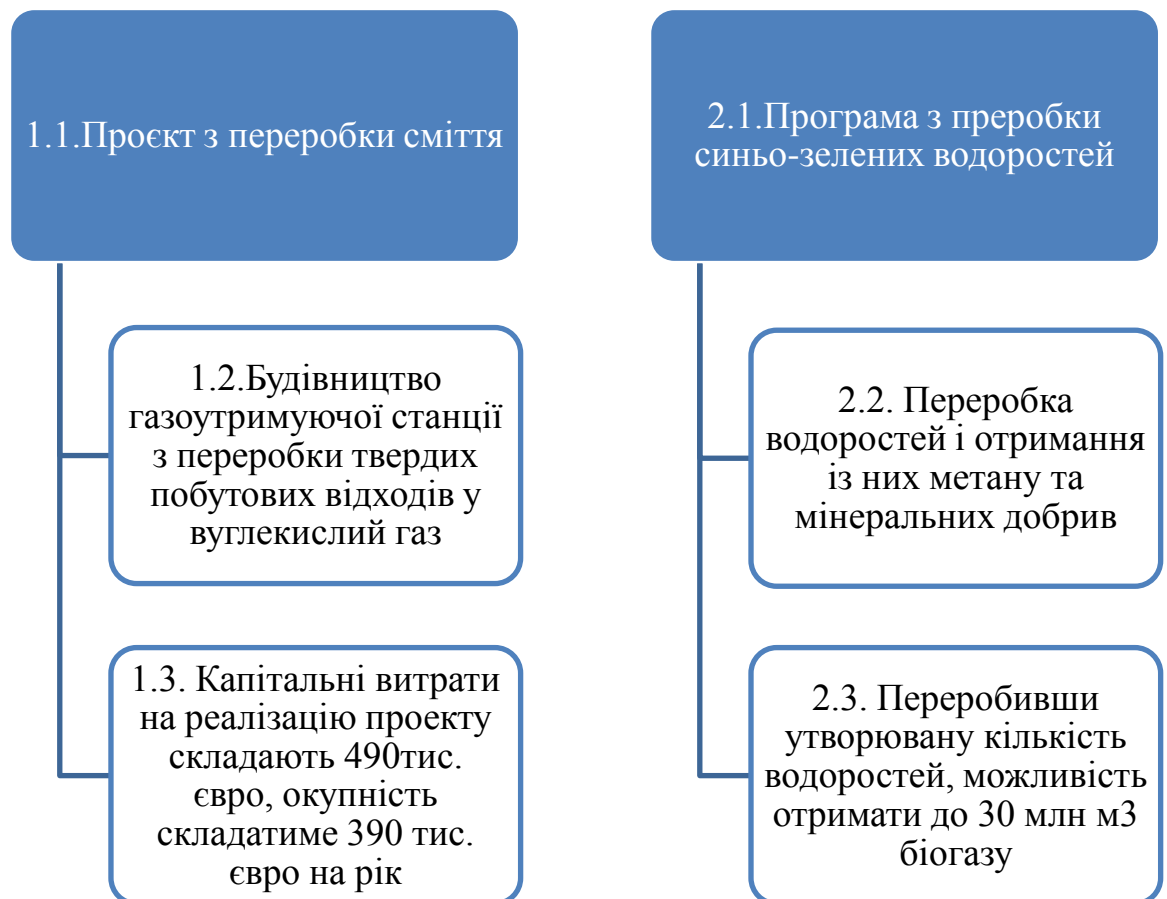 1.1.Проєкт з переробки сміття
1.2.Будівництво
газоутримуючої станції
з переробки твердих
побутових відходів у
вуглекислий газ
1.3. Капітальні витрати
на реалізацію проекту
складають 490тис.
євро, окупність
складатиме 390 тис.
євро на рік
2.1.Програма з преробки
синьо-зелених водоростей
2.2. Переробка
водоростей і отримання
із них метану та
мінеральних добрив
2.3. Переробивши
утворювану кількість
водоростей, можливість
отримати до 30 млн м3
біогазу